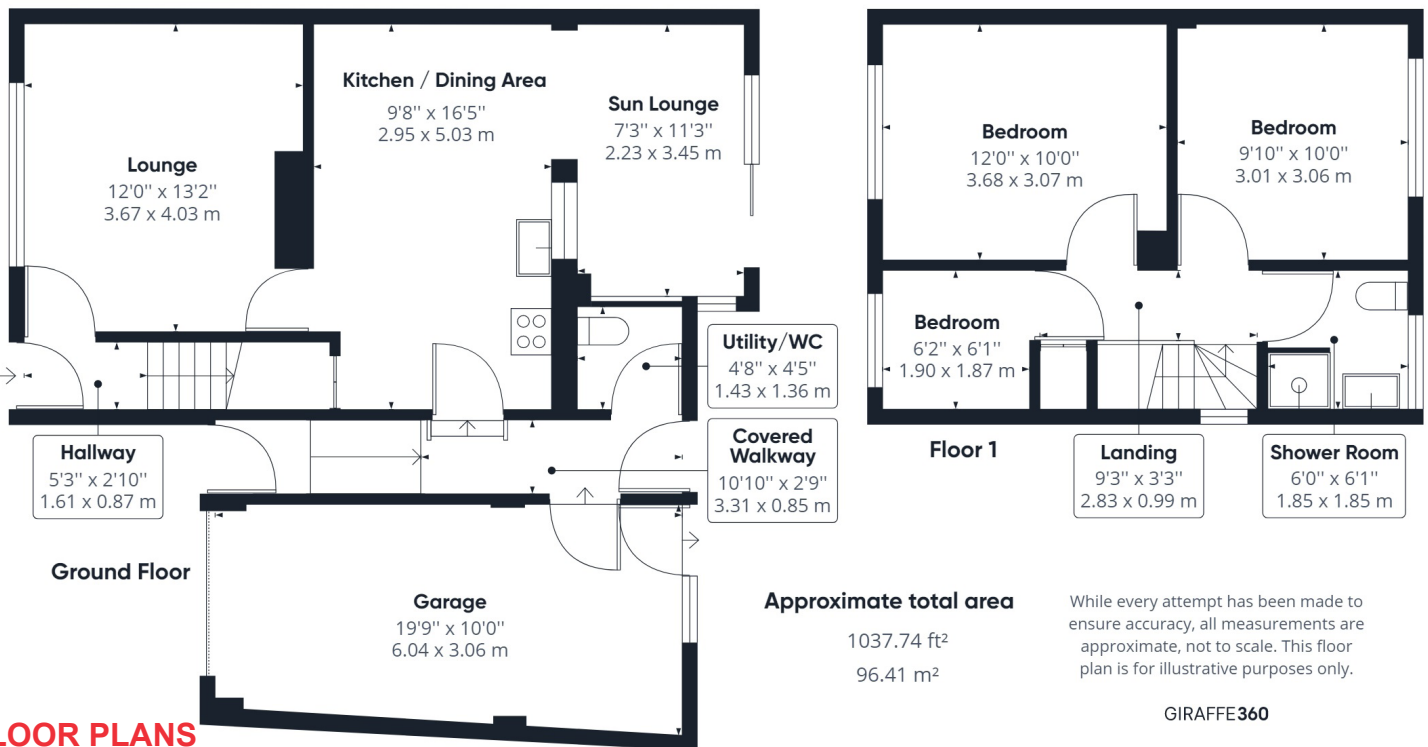 Kitchen / Dining Area
9'8'' x 16'5''
2.95 x 5.03 m
Sun Lounge
7'3'' x 11'3''
2.23 x 3.45 m
Lounge
12'0'' x 13'2''
3.67 x 4.03 m
Utility/WC
4'8'' x 4'5''
1.43 x 1.36 m
Hallway
5'3'' x 2'10''
1.61 x 0.87 m
Covered
Walkway
10'10'' x 2'9''
3.31 x 0.85 m
Ground Floor
Garage
19'9'' x 10'0''
6.04 x 3.06 m
Bedroom
12'0'' x 10'0''
3.68 x 3.07 m
Bedroom
9'10'' x 10'0''
3.01 x 3.06 m
Bedroom
6'2'' x 6'1''
1.90 x 1.87 m
Floor 1
Landing
9'3'' x 3'3''
2.83 x 0.99 m
Shower Room
6'0'' x 6'1''
1.85 x 1.85 m
Approximate total area
1037.74 ft²
96.41 m²
While every attempt has been made to
ensure accuracy, all measurements are
approximate, not to scale. This floor
plan is for illustrative purposes only.
GIRAFFE360
LOOR PLANS